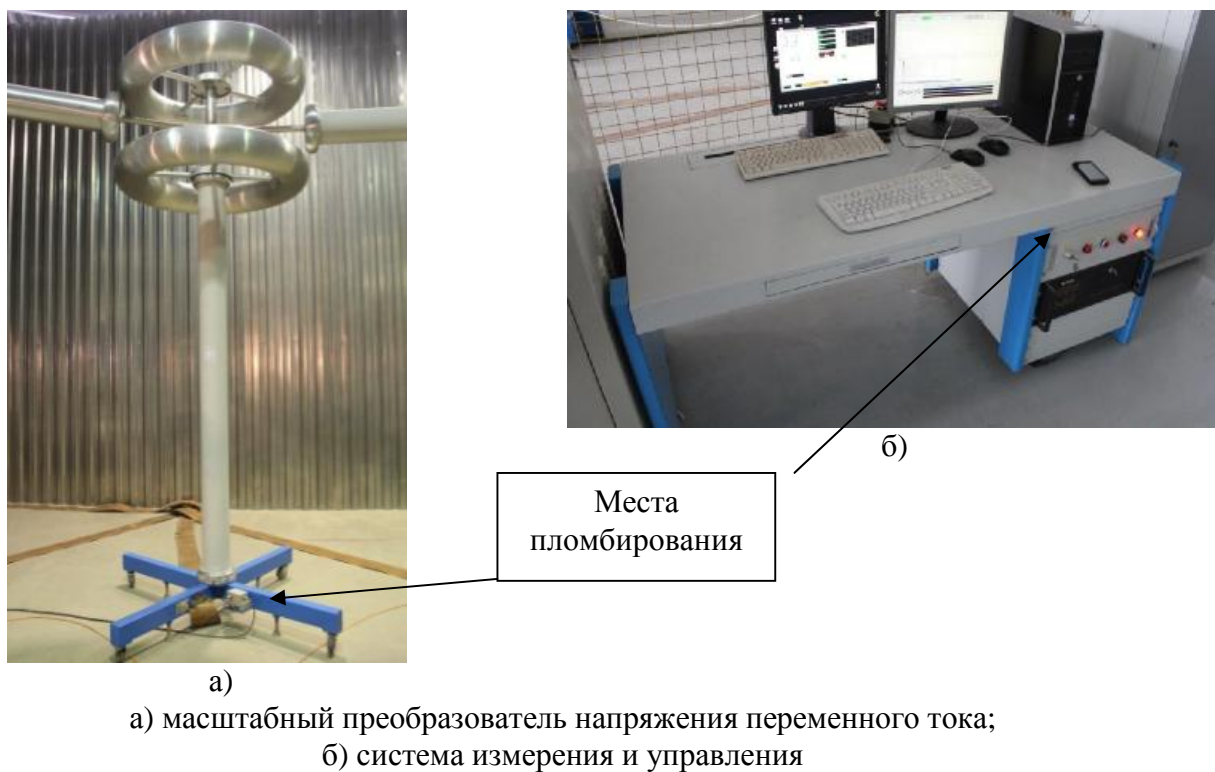 б)
Места
пломбирования
а)
а) масштабный преобразователь напряжения переменного тока;
б) система измерения и управления